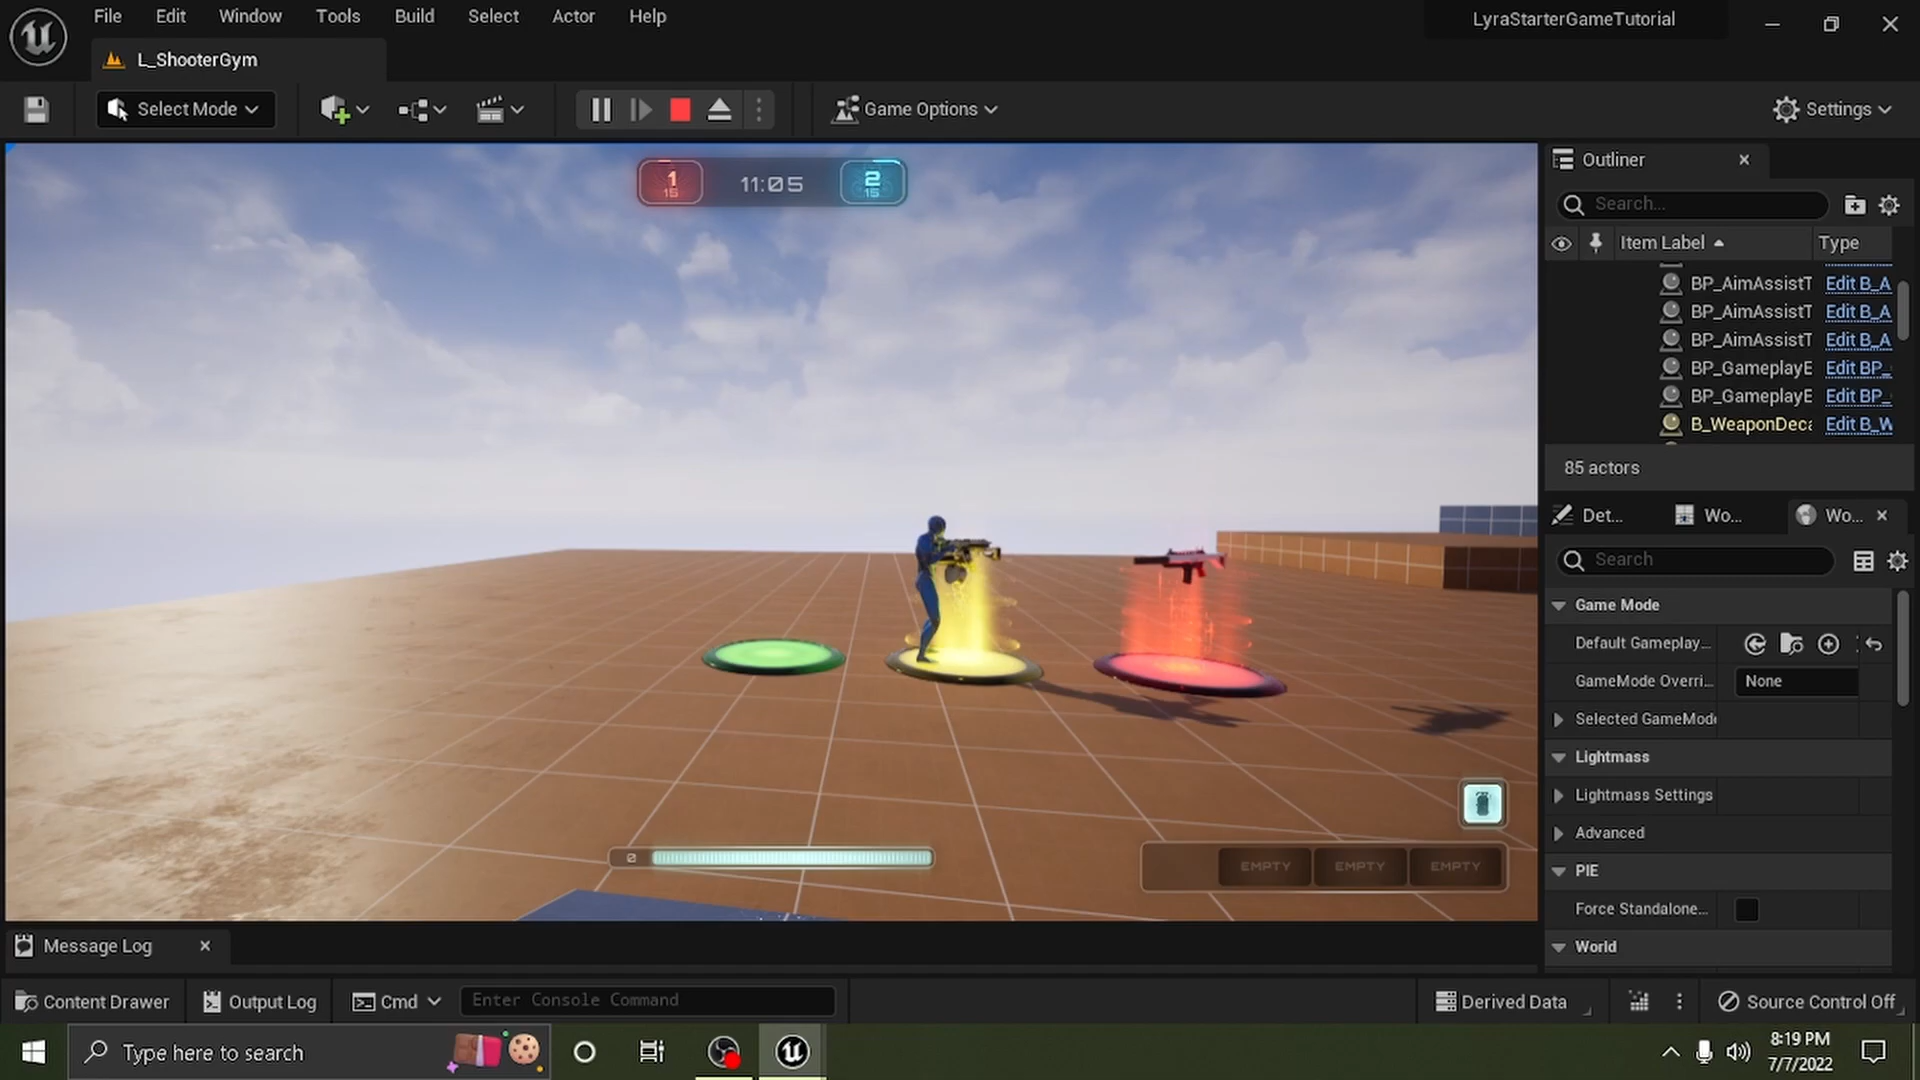 File Edit Window Tools Build Select Actor Help
LyraStarterGameTutorial
L_ShooterGym
Select Mode
Game Options
Settings
1
15
11:05
2
15
0
EMPTY EMPTY EMPTY
Outliner
Search...
Item Label Type
BP_AimAssistT Edit B_A
BP_AimAssistT Edit B_A
BP_AimAssistT Edit B_A
BP_GameplayE Edit BP_
BP_GameplayE Edit BP_
B_WeaponDeca Edit B_W
85 actors
Det... Wo... Wo...
Search
Game Mode
Default Gameplay...
GameMode Overri... None
Selected GameMode
Lightmass
Lightmass Settings
Advanced
PIE
Force Standalone...
World
Message Log
Content Drawer Output Log Cmd Enter Console Command Derived Data Source Control Off
Type here to search
8:19 PM
7/7/2022